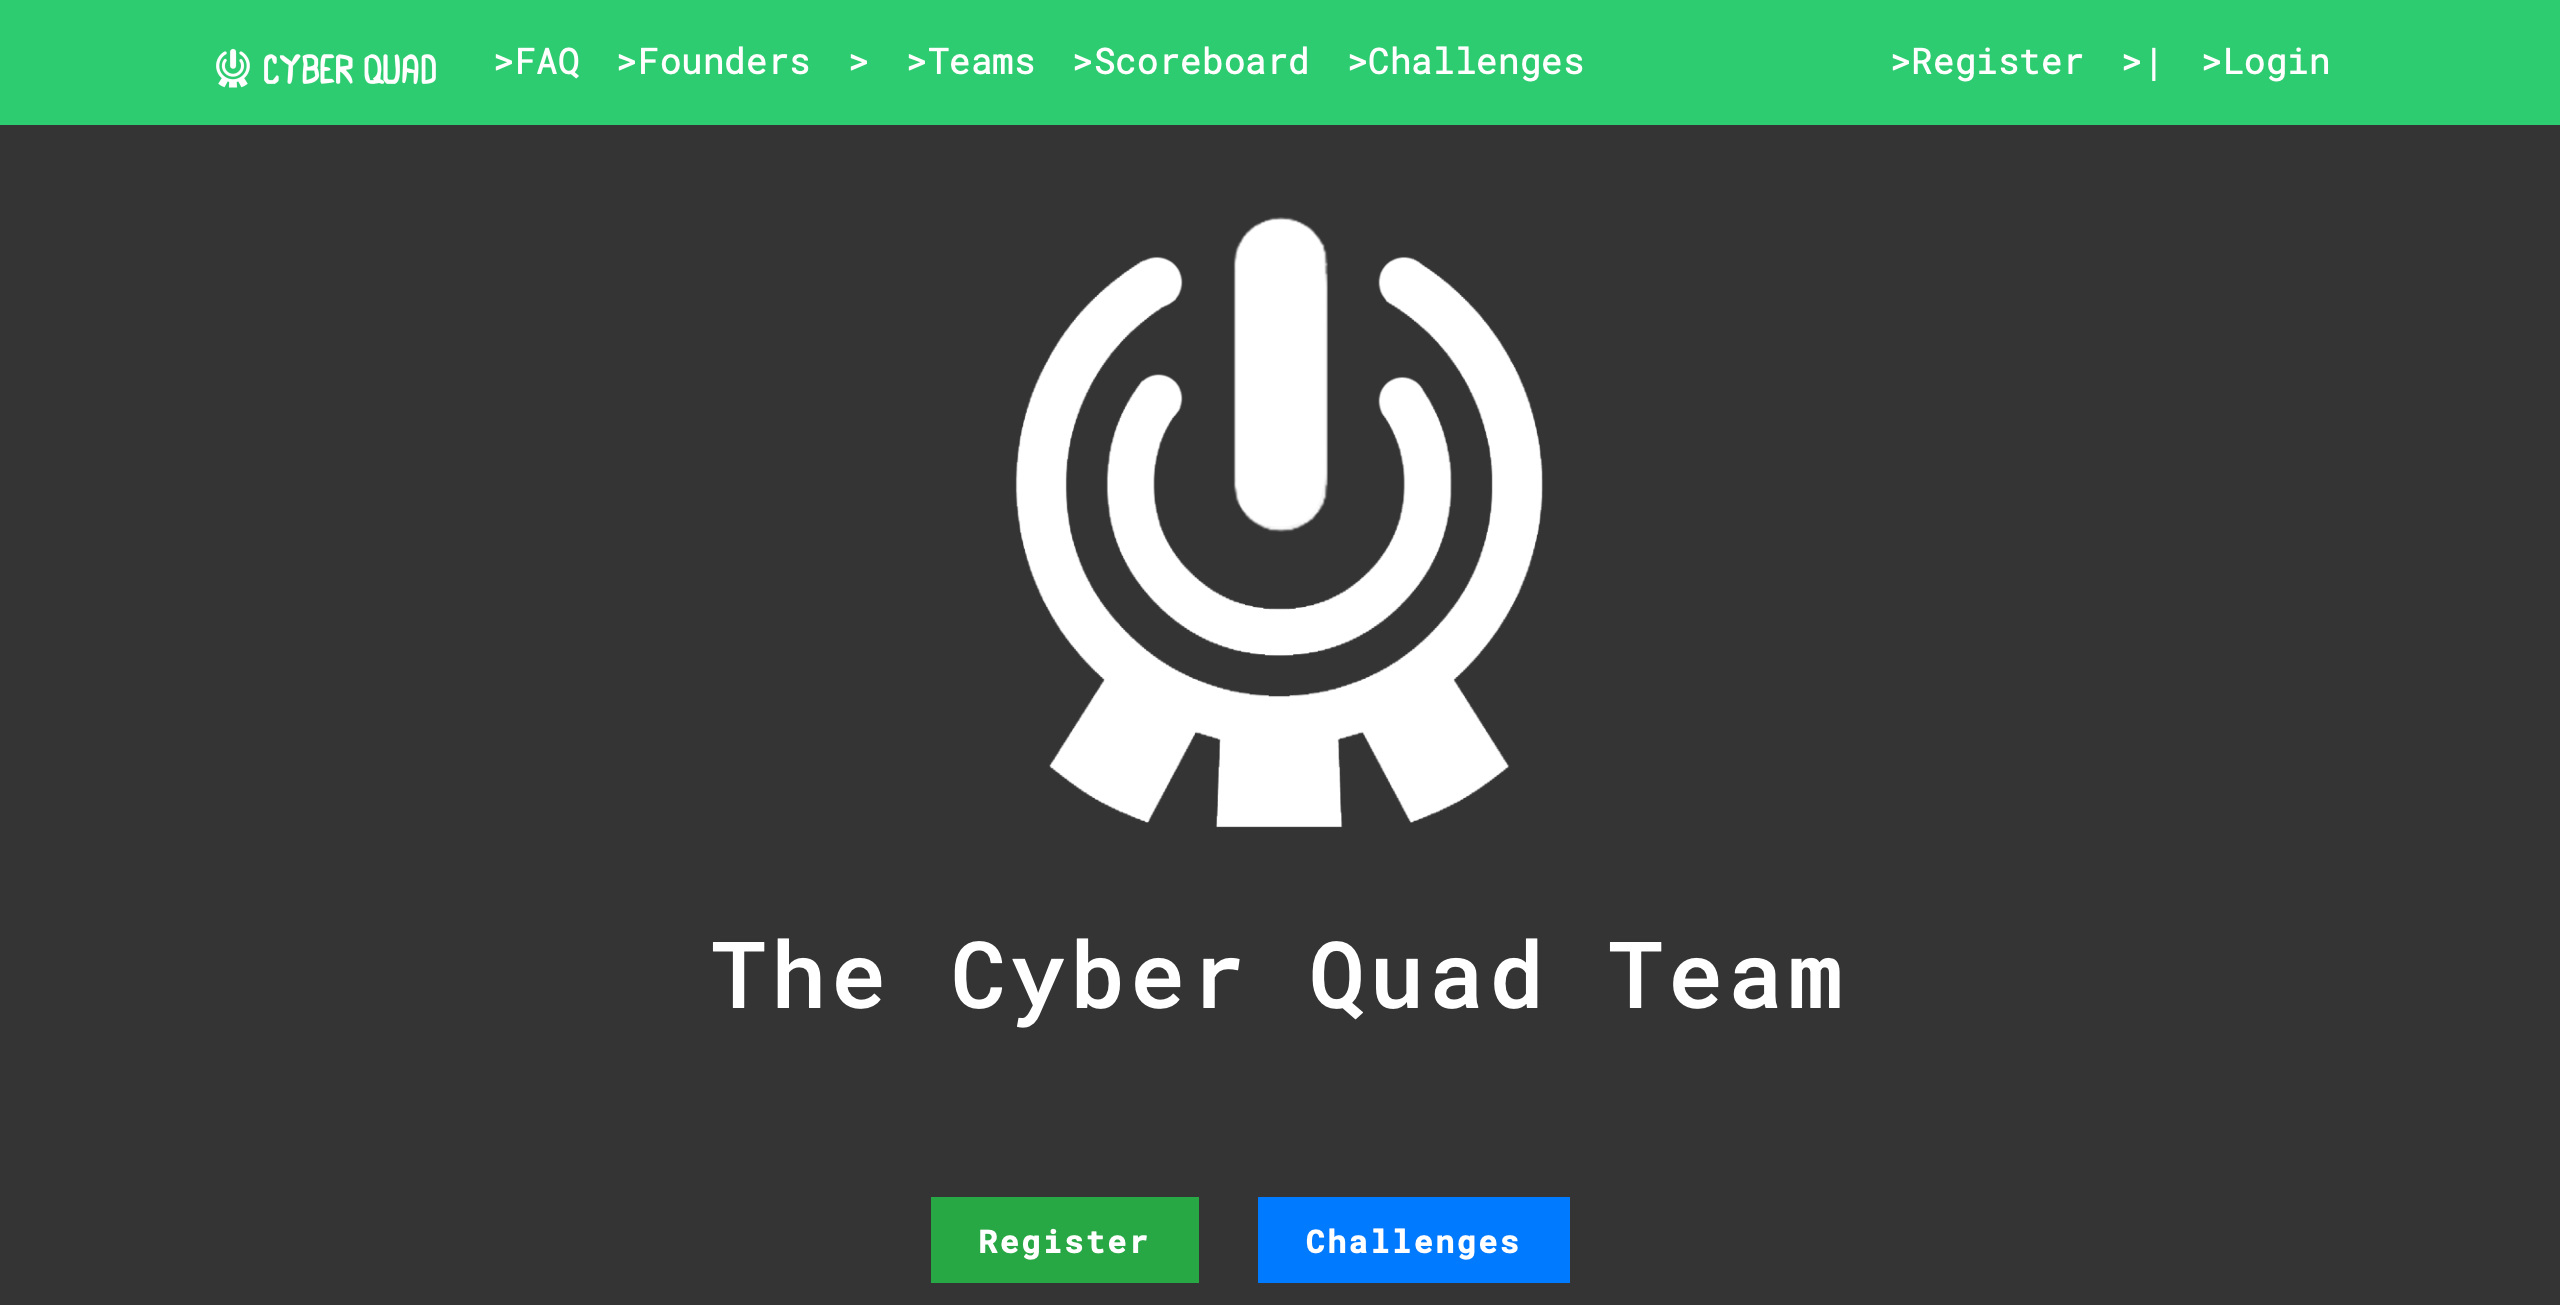 CYBER QUAD >FAQ >Founders > >Teams >Scoreboard >Challenges >Register >| >Login
The Cyber Quad Team
Register Challenges